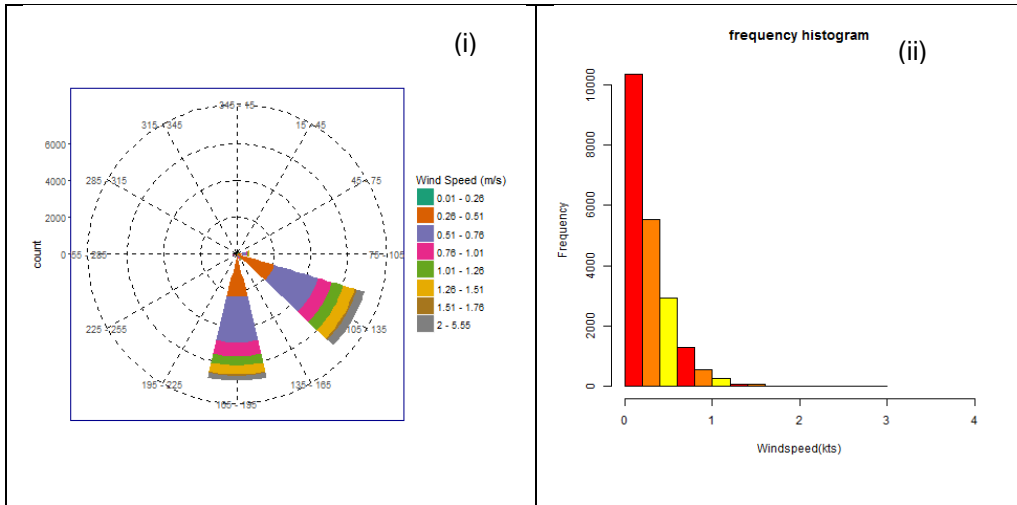 (i)
345 - 15
315 - 345
15 - 45
6000
285 - 315
45 - 75
4000
2000
0
55 - 285
75 - 105
count
225 - 255
105 - 135
195 - 225
135 - 165
165 - 195
Wind Speed (m/s)
0.01 - 0.26
0.26 - 0.51
0.51 - 0.76
0.76 - 1.01
1.01 - 1.26
1.26 - 1.51
1.51 - 1.76
2 - 5.55
frequency histogram
(ii)
Frequency
10000
8000
6000
4000
2000
0
0 1 2 3 4
Windspeed(kts)